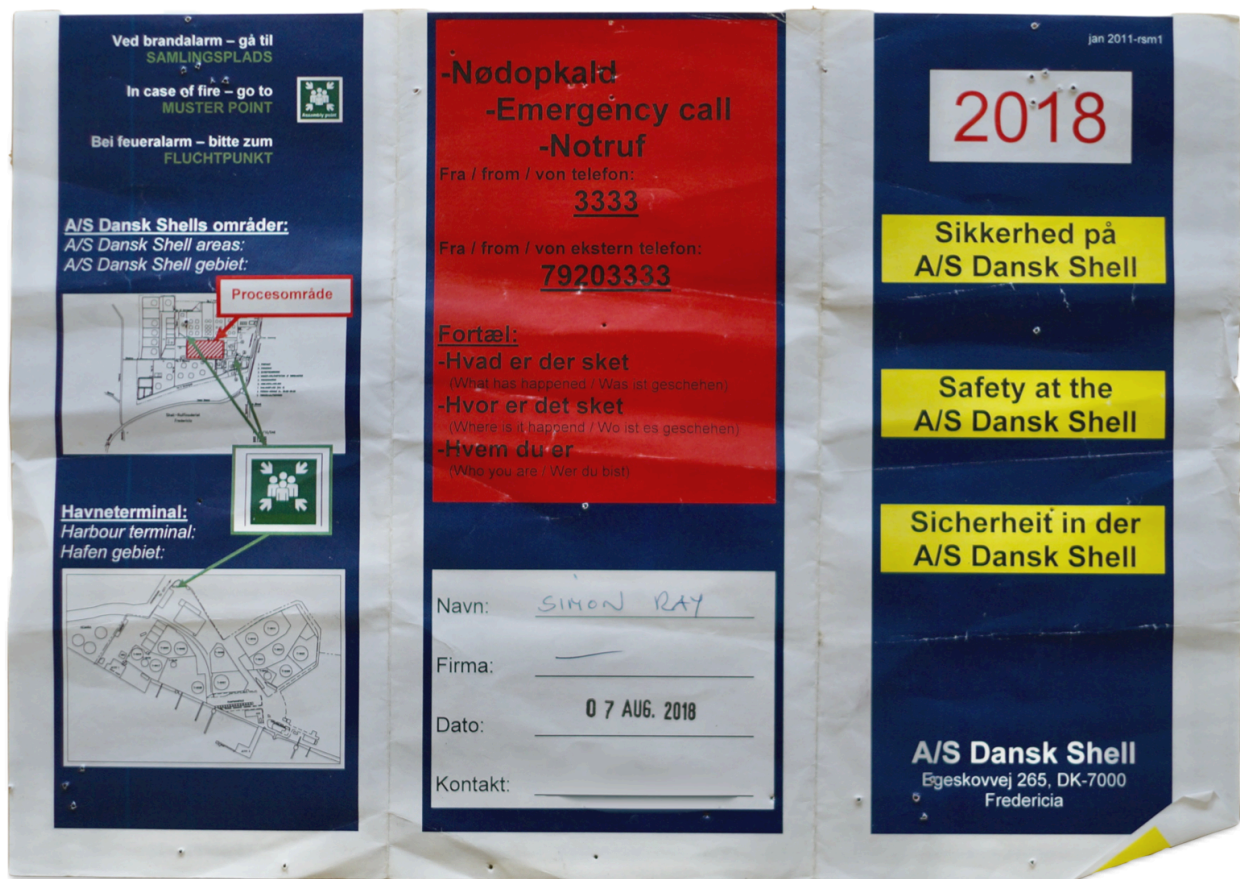 Ved brandalarm – gå til
SAMLINGSPLADS
In case of fire – go to
MUSTER POINT
Assembly point
Bei feueralarm – bitte zum
FLUCHTPUNKT
A/S Dansk Shells områder:
A/S Dansk Shell areas:
A/S Dansk Shell gebiet:
Procesområde
Havneterminal:
Harbour terminal:
Hafen gebiet:
-Nødopkald
-Emergency call
-Notruf
Fra / from / von telefon:
3333
Fra / from / von ekstern telefon:
79203333
Fortæl:
-Hvad er der sket
(What has happened / Was ist geschehen)
-Hvor er det sket
(Where is it happend / Wo ist es geschehen)
-Hvem du er
(Who you are / Wer du bist)
Navn: SIMON RAY
Firma:
Dato: 07 AUG. 2018
Kontakt:
jan 2011-rsm1
2018
Sikkerhed på
A/S Dansk Shell
Safety at the
A/S Dansk Shell
Sicherheit in der
A/S Dansk Shell
A/S Dansk Shell
Egeskovvej 265, DK-7000
Fredericia